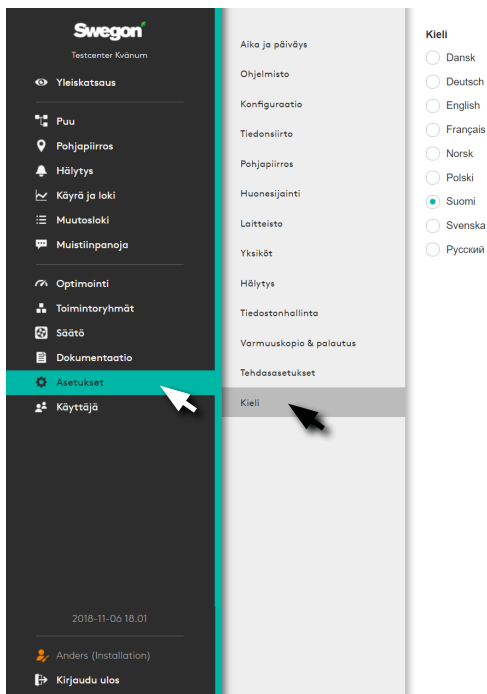 Swegon
Testcenter Kvänum
Yleiskatsaus
Puu
Pohjapiirros
Hälytys
Käyrä ja loki
Muutosloki
Muistiinpanoja
Optimointi
Toimintoryhmät
Säätö
Dokumentaatio
Asetukset
Käyttäjä
2018-11-06 18.01
Anders (Installation)
Kirjaudu ulos
Aika ja päiväys
Ohjelmisto
Konfiguraatio
Tiedonsiirto
Pohjapiirros
Huonesijainti
Laitteisto
Yksiköt
Hälytys
Tiedostonhallinta
Varmuuskopio & palautus
Tehdasasetukset
Kieli
Kieli
Dansk
Deutsch
English
Français
Norsk
Polski
Suomi
Svenska
Русский